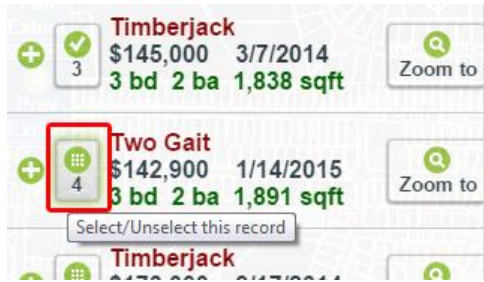 Timberjack
$145,000 3/7/2014
3 bd 2 ba 1,838 sqft
3
Zoom to
Two Gait
$142,900 1/14/2015
3 bd 2 ba 1,891 sqft
4
Zoom to
Select/Unselect this record
Timberjack